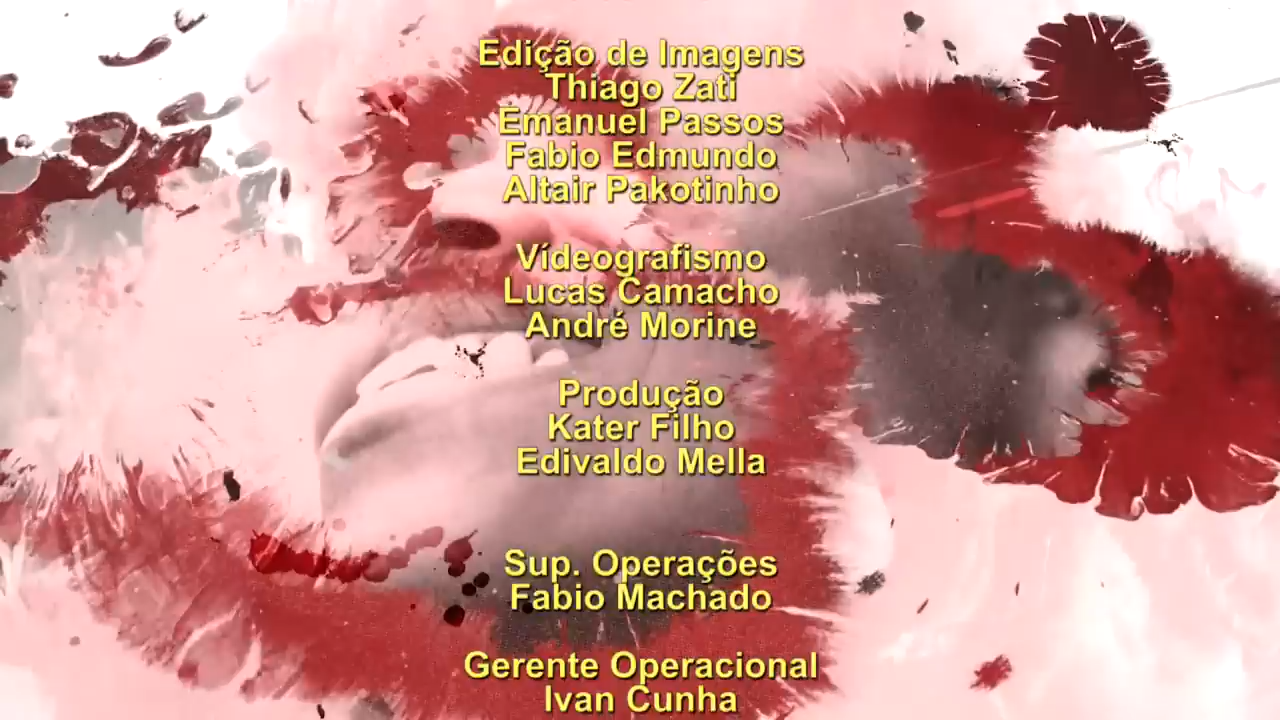 Edição de Imagens
Thiago Zati
Emanuel Passos
Fabio Edmundo
Altair Pakotinho
Vídeografismo
Lucas Camacho
André Morine
Produção
Kater Filho
Edivaldo Mella
Sup. Operações
Fabio Machado
Gerente Operacional
Ivan Cunha